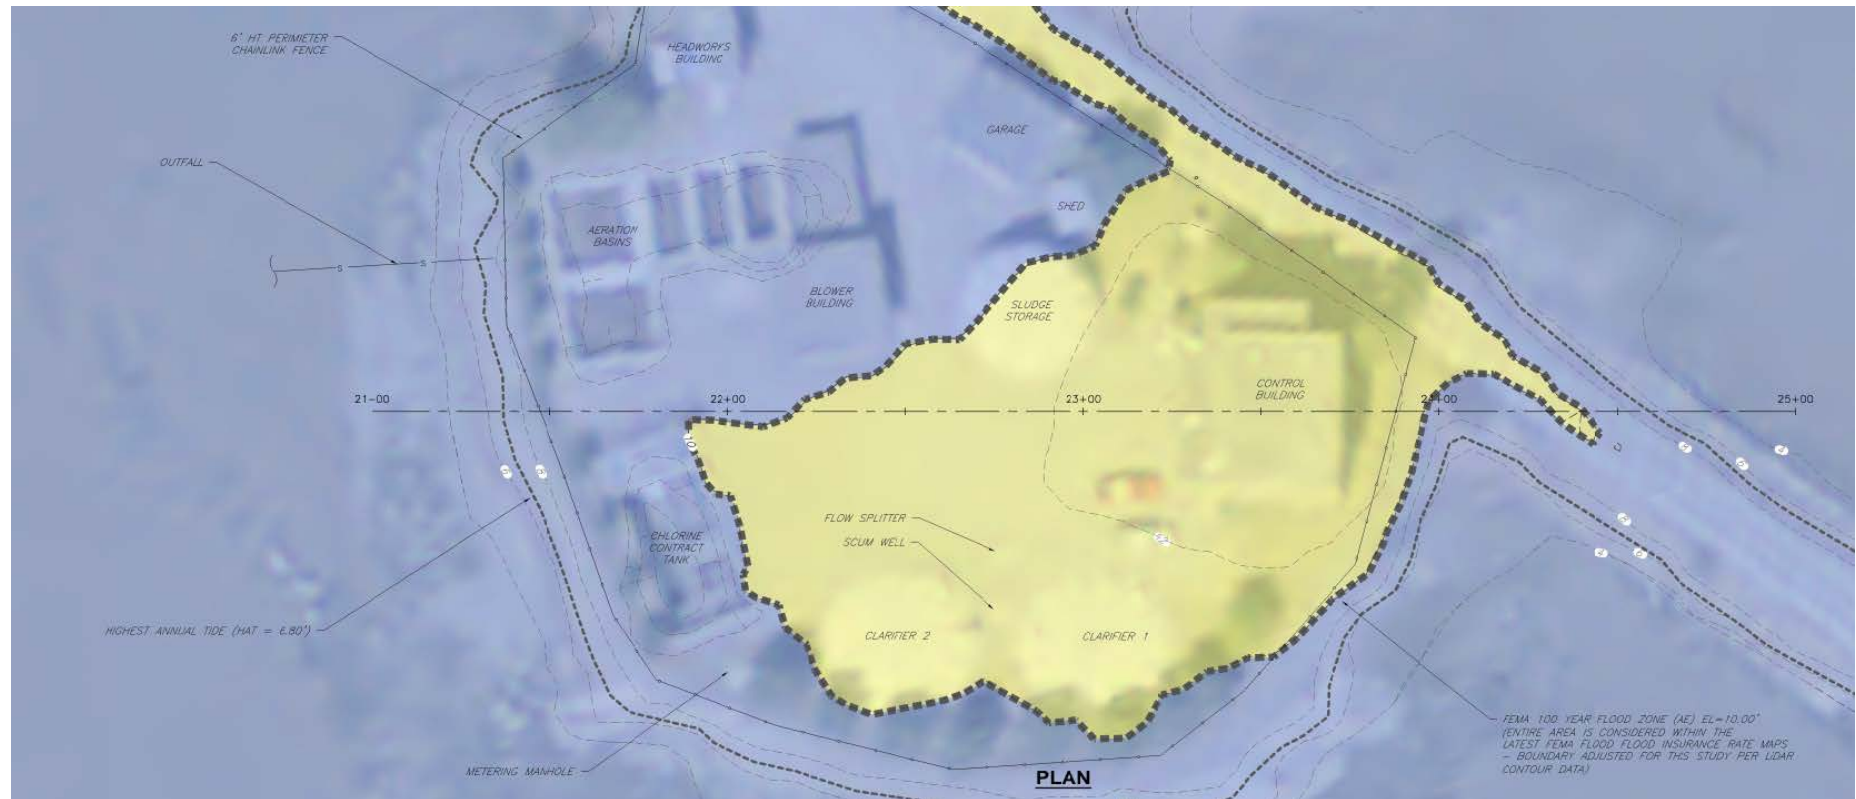 6' HT. PERIMIETER
CHAINLINK FENCE
HEADWORKS
BUILDING
GARAGE
OUTFALL
SHED
AERATION
BASINS
S
S
BLOWER
BUILDING
SLUDGE
STORAGE
CONTROL
BUILDING
21+00
22+00
23+00
23+00
25+00
10
FLOW SPLITTER
SCUM WELL
CHLORINE
CONTRACT
TANK
HIGHEST ANNUAL TIDE (HAT = 6.80')
CLARIFIER 2
CLARIFIER 1
METERING MANHOLE
PLAN
FEMA 100 YEAR FLOOD ZONE (AE) EL=10.00'
(ENTIRE AREA IS CONSIDERED WITHIN THE
LATEST FEMA FLOOD FLOOD INSURANCE RATE MAPS
- BOUNDARY ADJUSTED FOR THIS STUDY PER LIDAR
CONTOUR DATA)